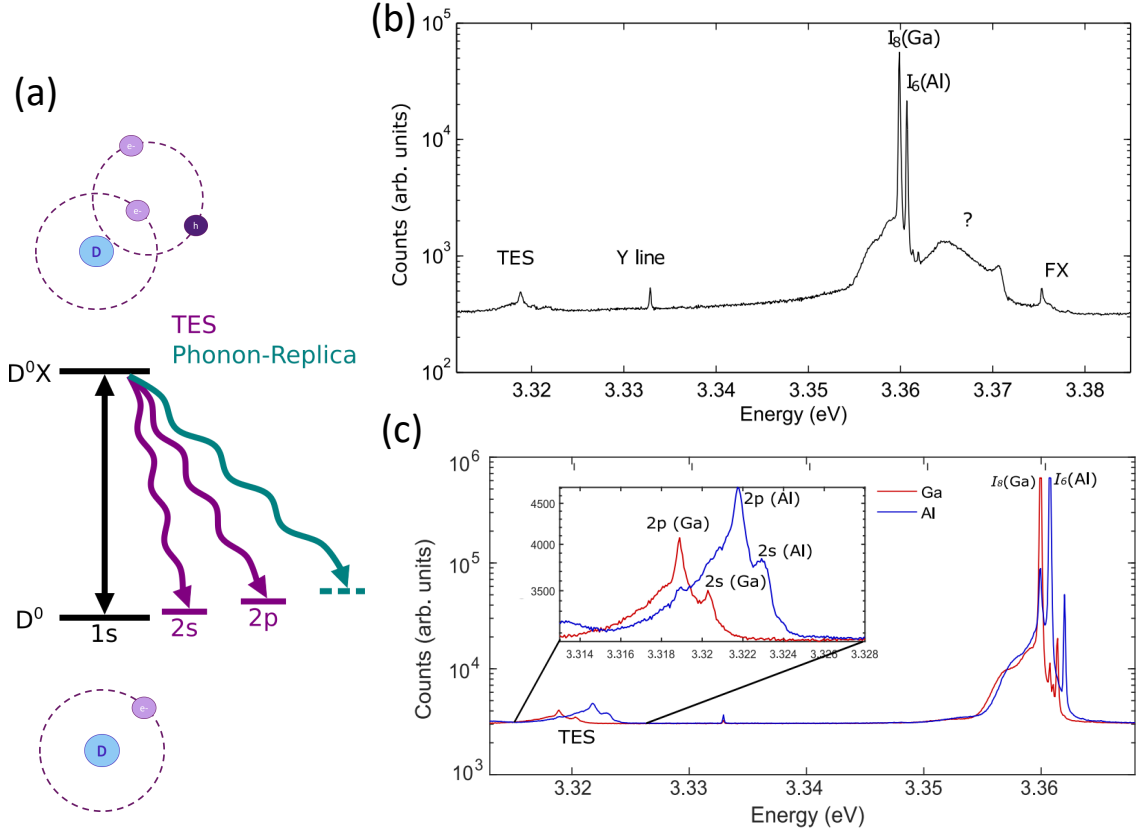 (a)
e-
e-
h
D
TES
Phonon-Replica
D⁰X
D⁰
1s
2s
2p
e-
D
(b)
Counts (arb. units)
10⁵
10⁴
10³
10²
I₈(Ga)
I₆(Al)
?
TES
Y line
FX
3.32
3.33
3.34
3.35
3.36
3.37
3.38
Energy (eV)
(c)
Counts (arb. units)
10⁶
10⁵
10⁴
10³
I₈(Ga)
I₆(Al)
Ga
Al
4500
4000
3500
2p (Al)
2p (Ga)
2s (Al)
2s (Ga)
3.314
3.316
3.318
3.32
3.322
3.324
3.326
3.328
TES
3.32
3.33
3.34
3.35
3.36
Energy (eV)